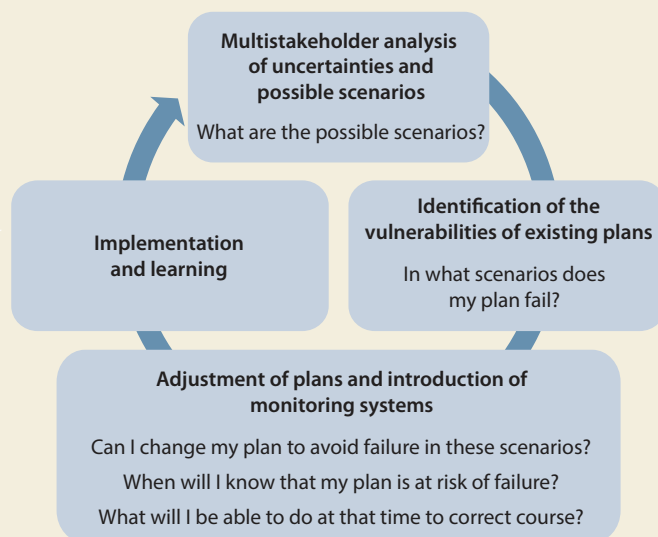 Multistakeholder analysis
of uncertainties and
possible scenarios
What are the possible scenarios?
Identification of the
vulnerabilities of existing plans
In what scenarios does
my plan fail?
Adjustment of plans and introduction of
monitoring systems
Can I change my plan to avoid failure in these scenarios?
When will I know that my plan is at risk of failure?
What will I be able to do at that time to correct course?
Implementation
and learning